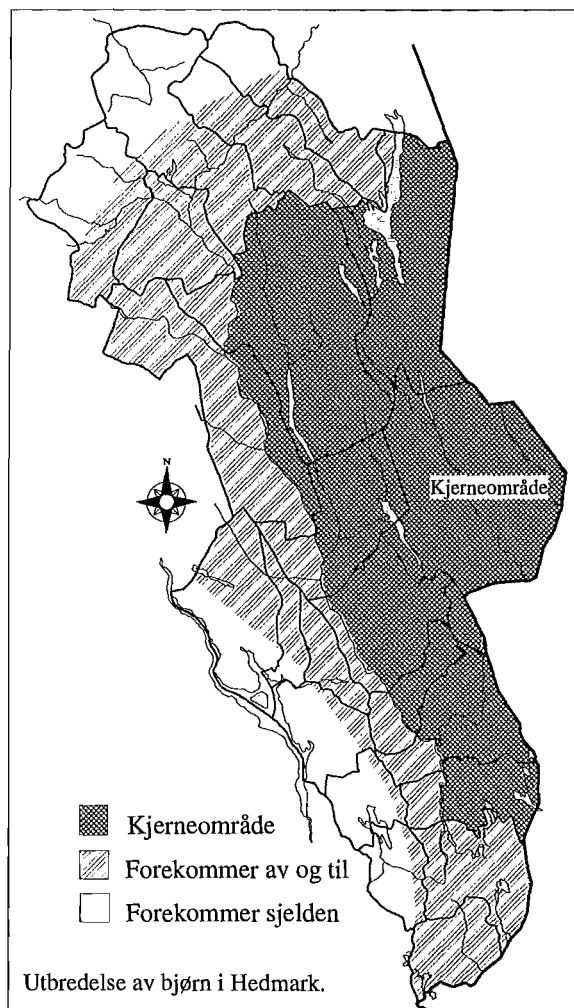 N
Kjerneområde
Kjerneområde
Forekommer av og til
Forekommer sjelden
Utbredelse av bjørn i Hedmark.